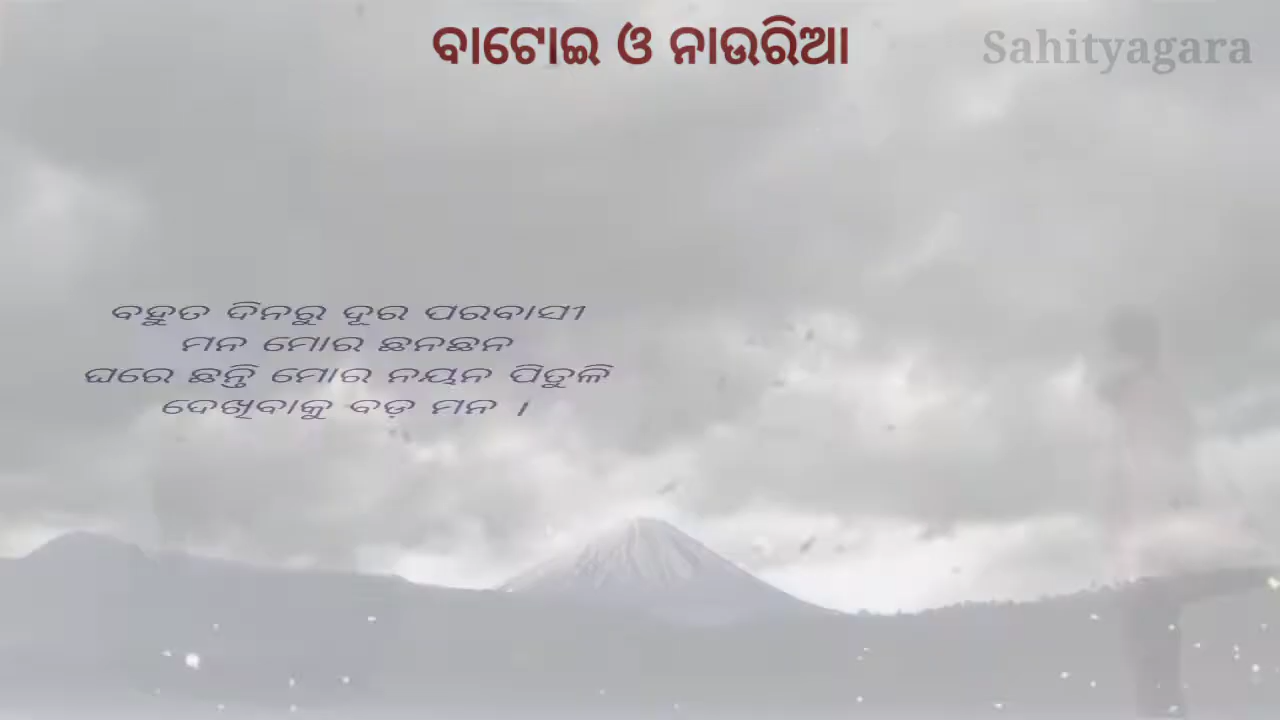 ବାଟୋଇ ଓ ନାଉରିଆ
Sahityagara
ବହୁତ ଦିନରୁ ଦୂର ପରବାସୀ
ମନ ମୋର ଛନଛନ
ଘରେ ଛନ୍ତି ମୋର ନୟନ ପିତୁଳି
ଦେଖିବାକୁ ବଡ଼ ମନ ।